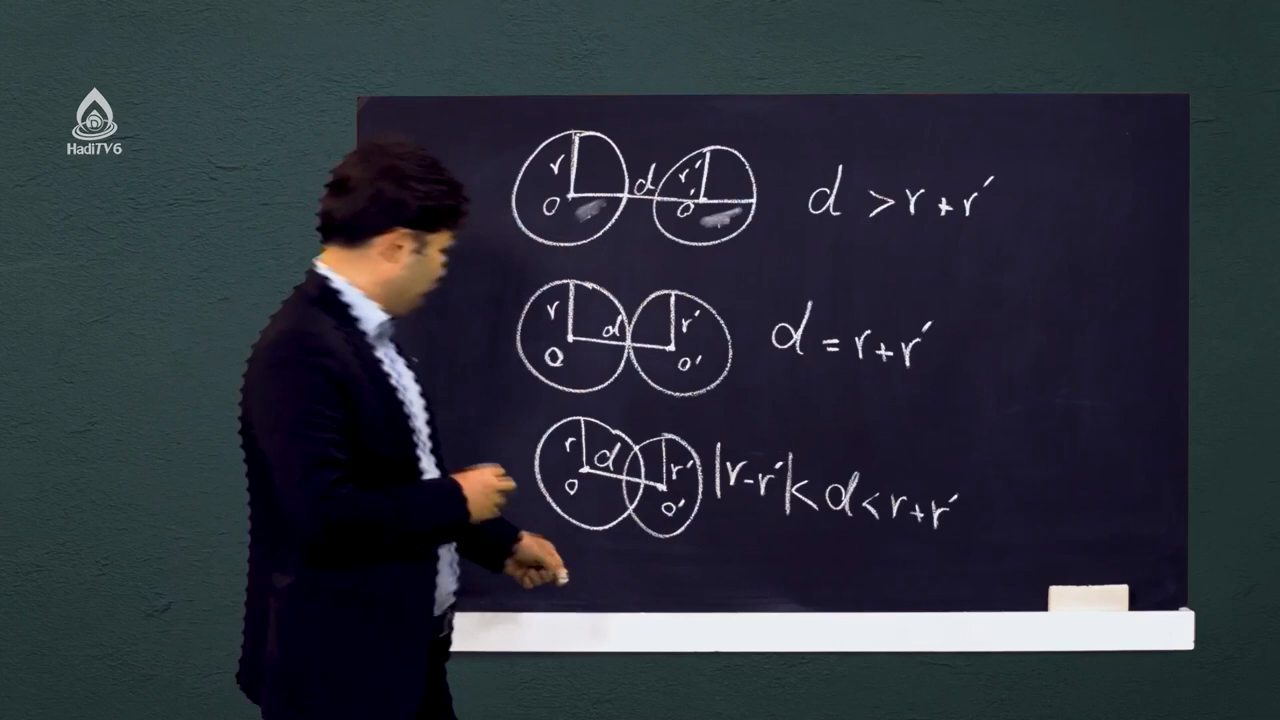 HadiTV6
r d r′ d > r + r′
O O′
r d r′ d = r + r′
O O′
r d r′ |r - r′| < d < r + r′
O O′